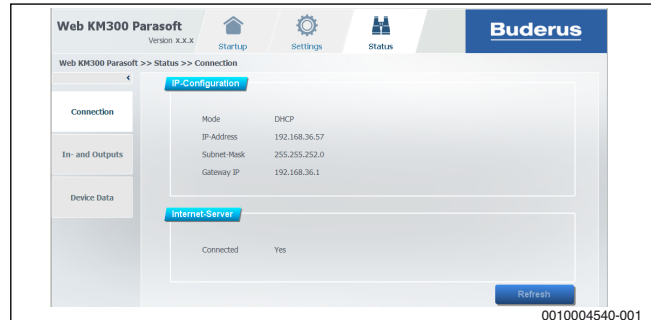 Web KM300 Parasoft
Version x.x.x
Startup
Settings
Status
Buderus
Web KM300 Parasoft >> Status >> Connection
IP-Configuration
Connection
Mode DHCP
IP-Address 192.168.36.57
In- and Outputs
Subnet-Mask 255.255.252.0
Gateway IP 192.168.36.1
Device Data
Internet-Server
Connected Yes
Refresh
0010004540-001